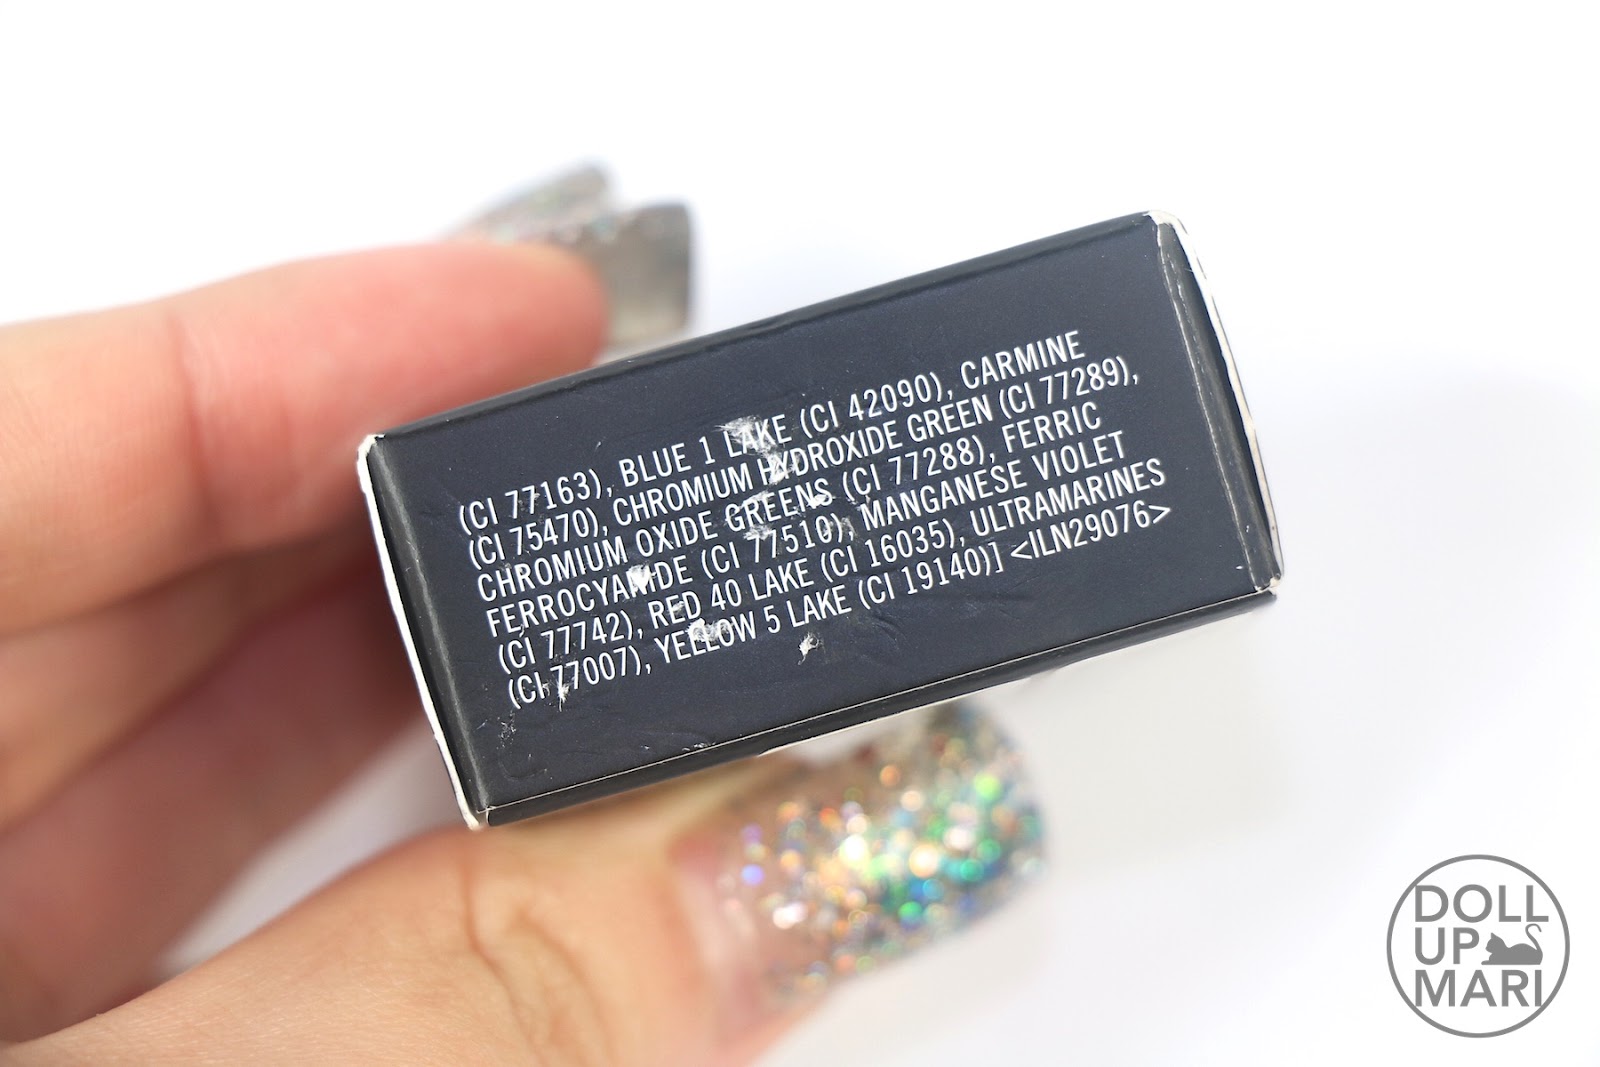 (CI 77163), BLUE 1 LAKE (CI 42090), CARMINE
(CI 75470), CHROMIUM HYDROXIDE GREEN (CI 77289),
CHROMIUM OXIDE GREENS (CI 77288), FERRIC
FERROCYANIDE (CI 77510), MANGANESE VIOLET
(CI 77742), RED 40 LAKE (CI 16035), ULTRAMARINES
(CI 77007), YELLOW 5 LAKE (CI 19140)] <ILN29076>
DOLL
UP
MARI